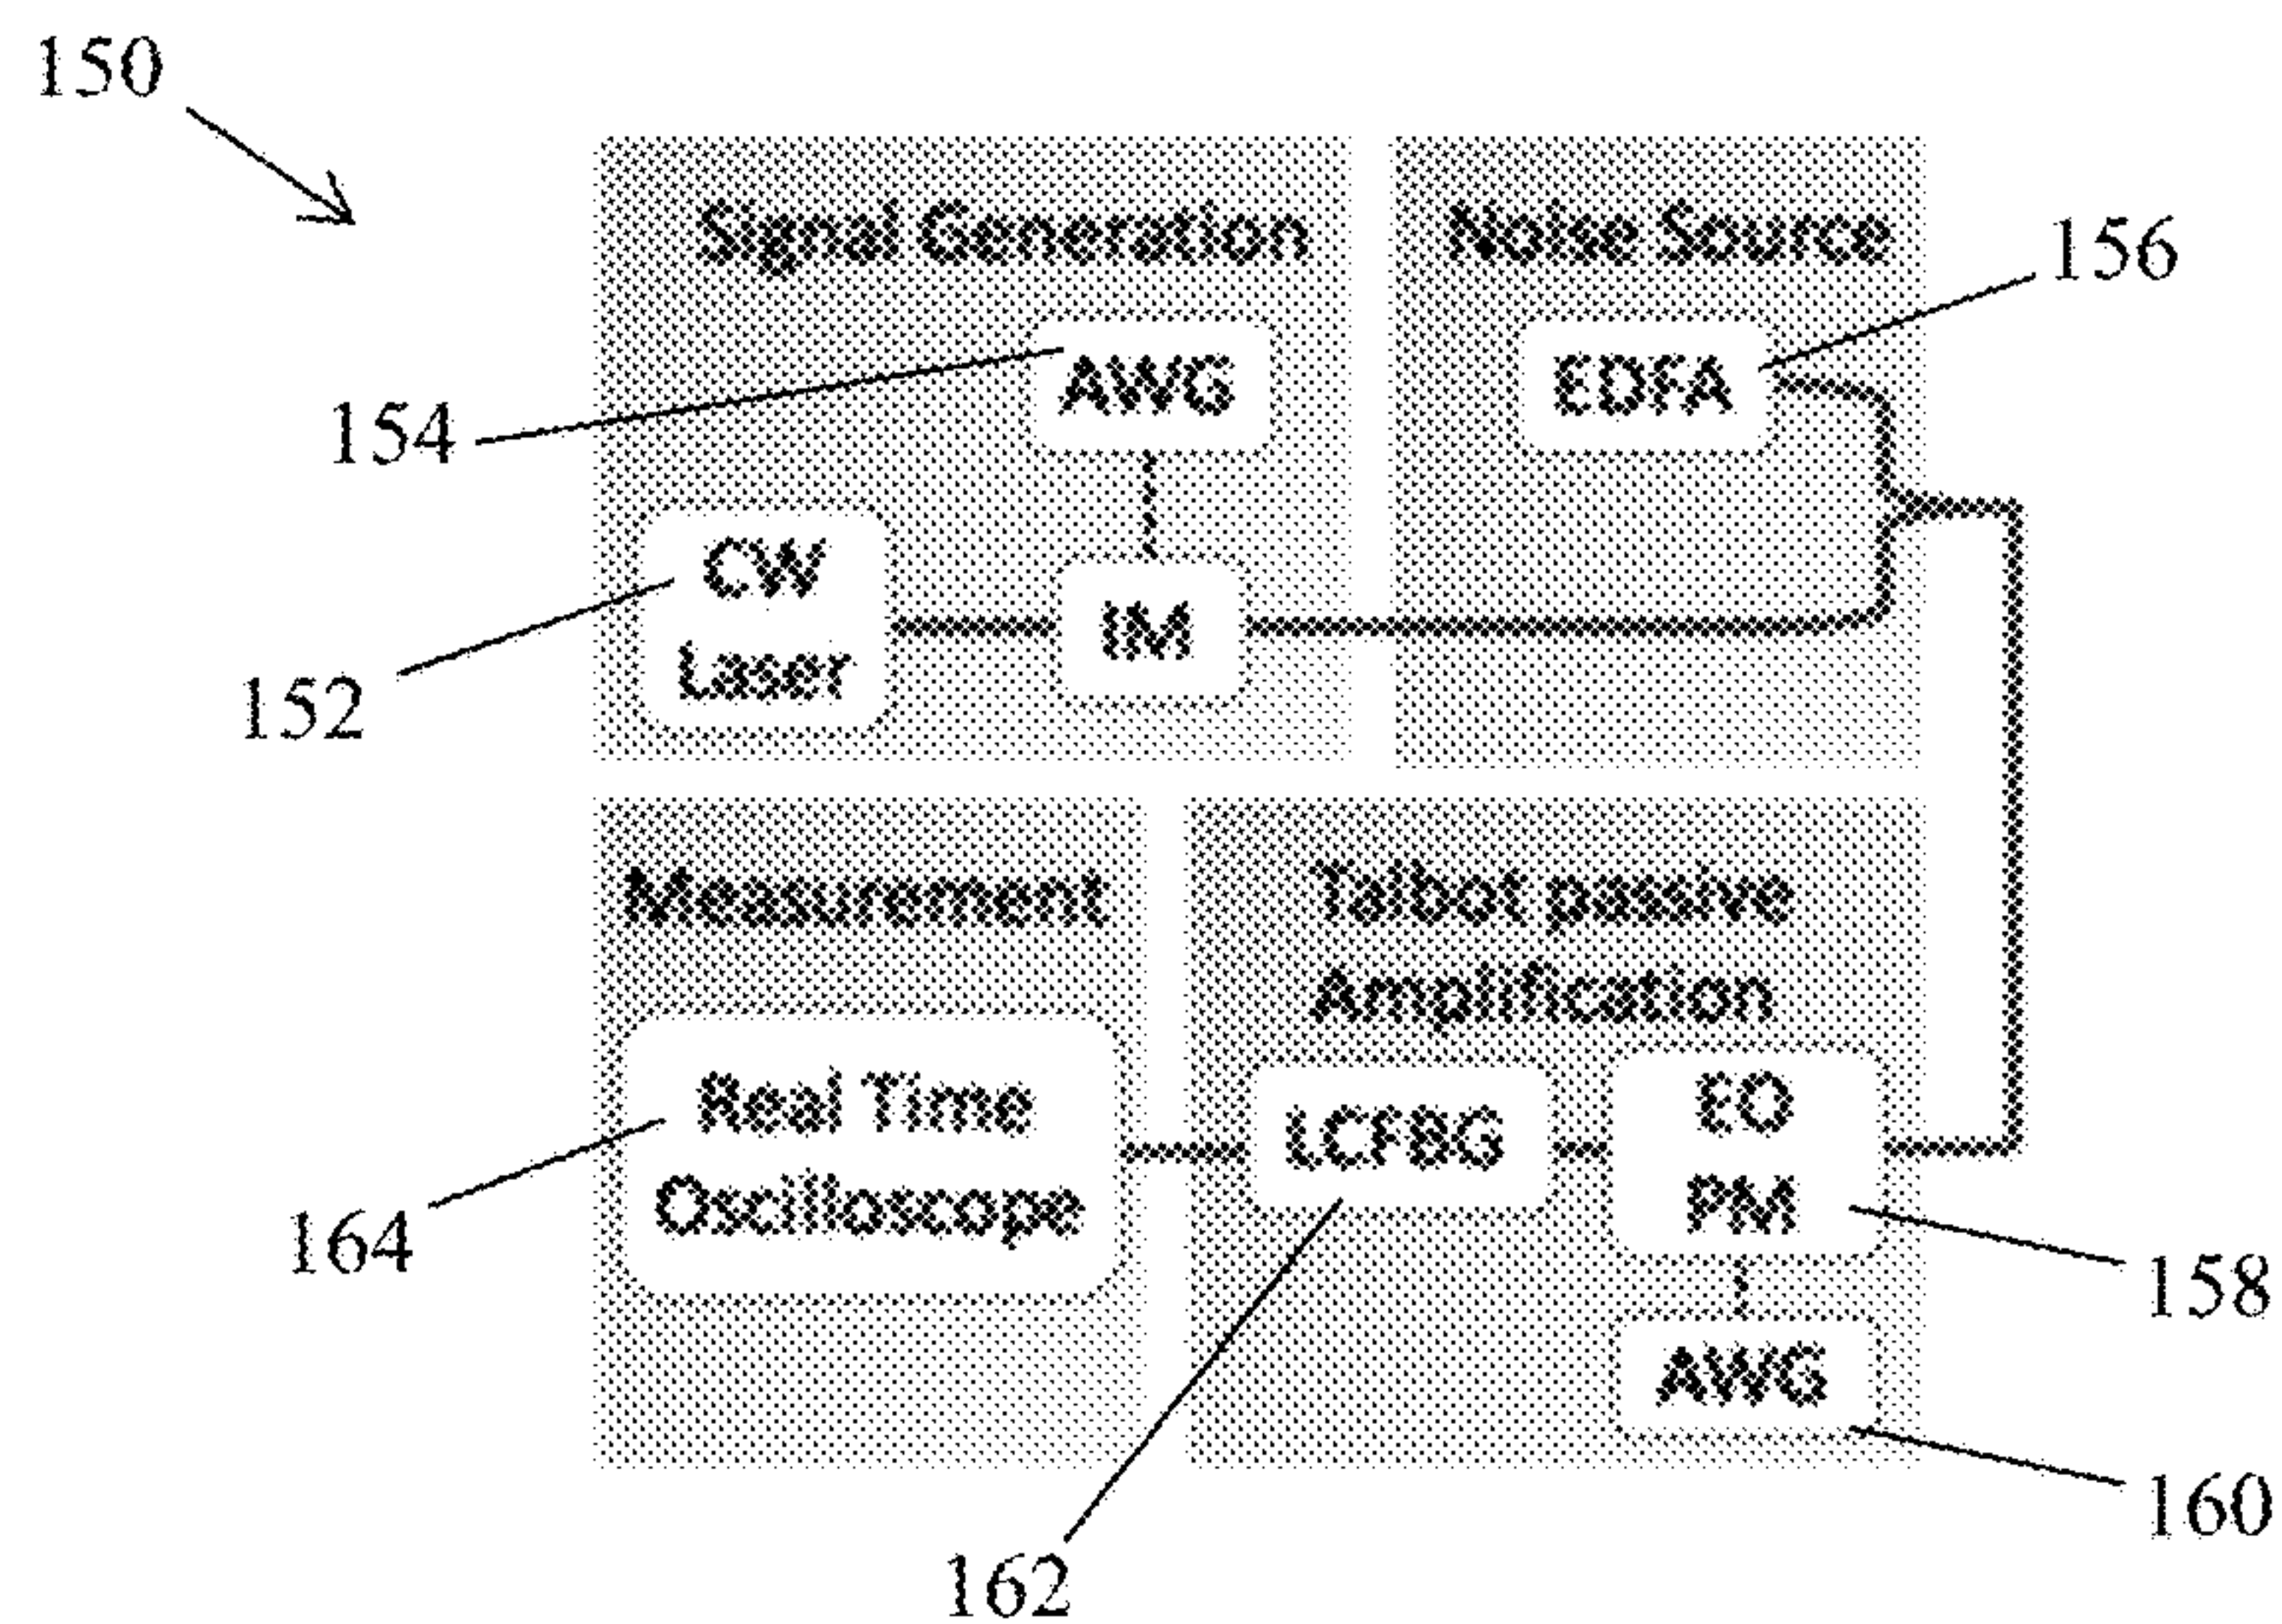 150
Signal Generation
Noise Source
156
AWG
EDFA
154
CW
Laser
IM
152
Measurement
Talbot passive
Amplification
Real Time
Oscilloscope
LCFBG
EO
PM
164
158
AWG
160
162